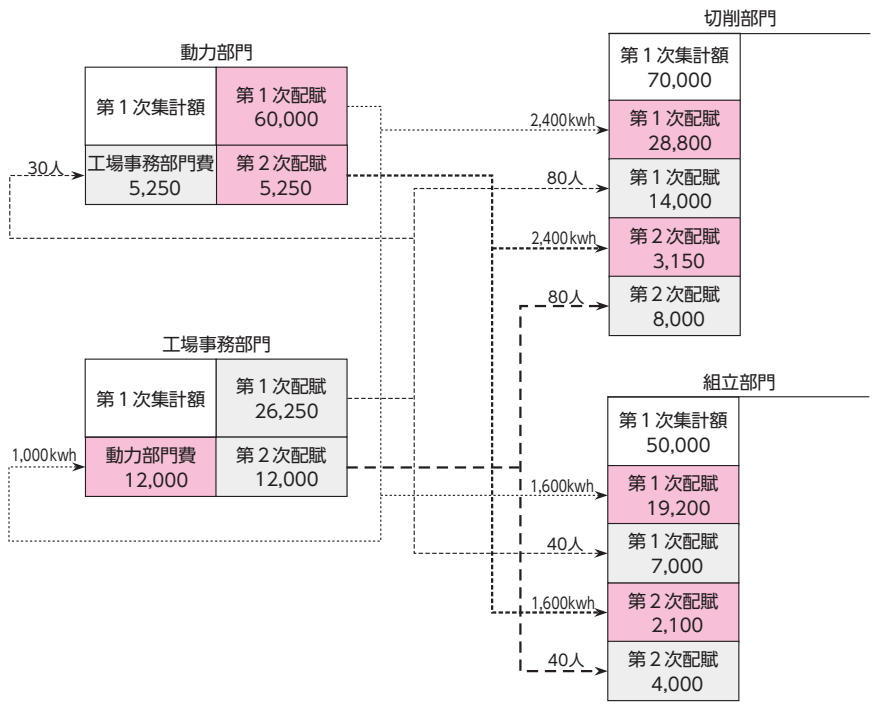 動力部門
第1次集計額
第1次配賦
60,000
30人
工場事務部門費
5,250
第2次配賦
5,250
工場事務部門
第1次集計額
第1次配賦
26,250
1,000kwh
動力部門費
12,000
第2次配賦
12,000
切削部門
第1次集計額
70,000
2,400kwh
第1次配賦
28,800
80人
第1次配賦
14,000
2,400kwh
第2次配賦
3,150
80人
第2次配賦
8,000
組立部門
第1次集計額
50,000
1,600kwh
第1次配賦
19,200
40人
第1次配賦
7,000
1,600kwh
第2次配賦
2,100
40人
第2次配賦
4,000